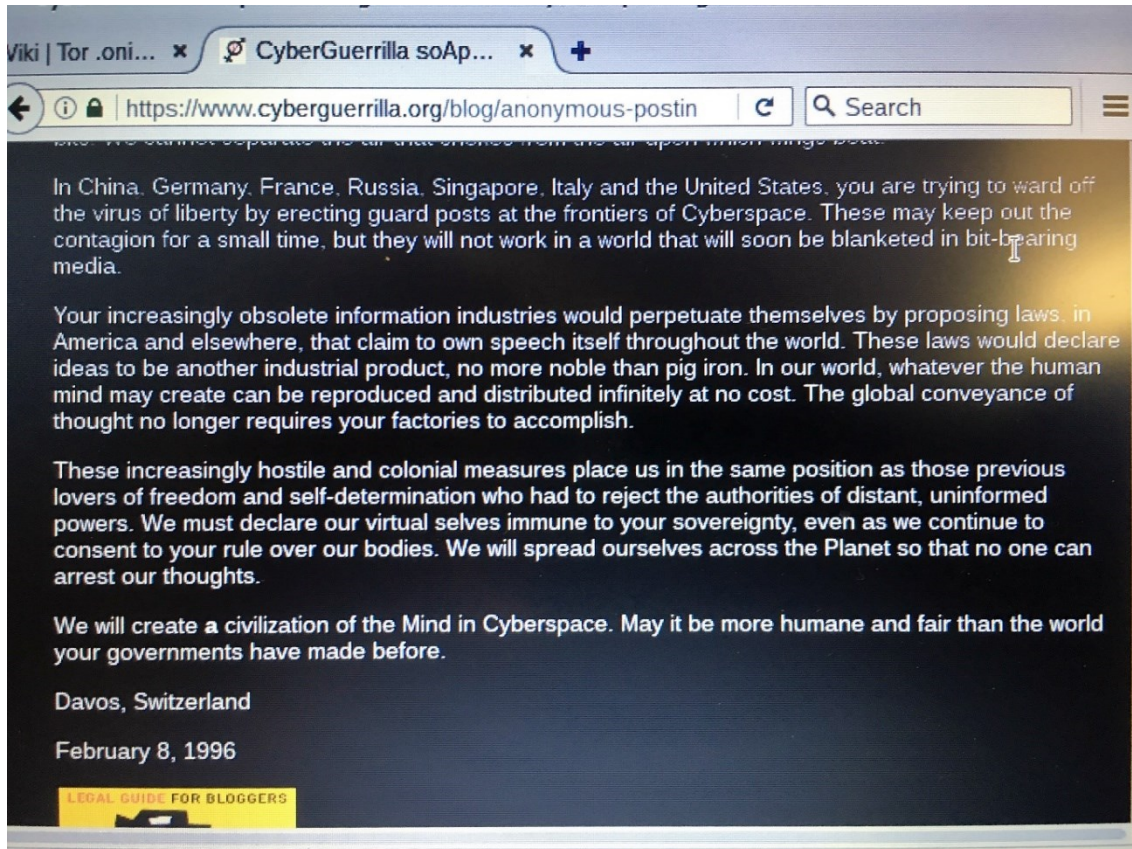 Viki | Tor .oni...
CyberGuerrilla soAp...
https://www.cyberguerrilla.org/blog/anonymous-postin
Search
In China, Germany, France, Russia, Singapore, Italy and the United States, you are trying to ward off
the virus of liberty by erecting guard posts at the frontiers of Cyberspace. These may keep out the
contagion for a small time, but they will not work in a world that will soon be blanketed in bit-bearing
media.
Your increasingly obsolete information industries would perpetuate themselves by proposing laws, in
America and elsewhere, that claim to own speech itself throughout the world. These laws would declare
ideas to be another industrial product, no more noble than pig iron. In our world, whatever the human
mind may create can be reproduced and distributed infinitely at no cost. The global conveyance of
thought no longer requires your factories to accomplish.
These increasingly hostile and colonial measures place us in the same position as those previous
lovers of freedom and self-determination who had to reject the authorities of distant, uninformed
powers. We must declare our virtual selves immune to your sovereignty, even as we continue to
consent to your rule over our bodies. We will spread ourselves across the Planet so that no one can
arrest our thoughts.
We will create a civilization of the Mind in Cyberspace. May it be more humane and fair than the world
your governments have made before.
Davos, Switzerland
February 8, 1996
LEGAL GUIDE FOR BLOGGERS